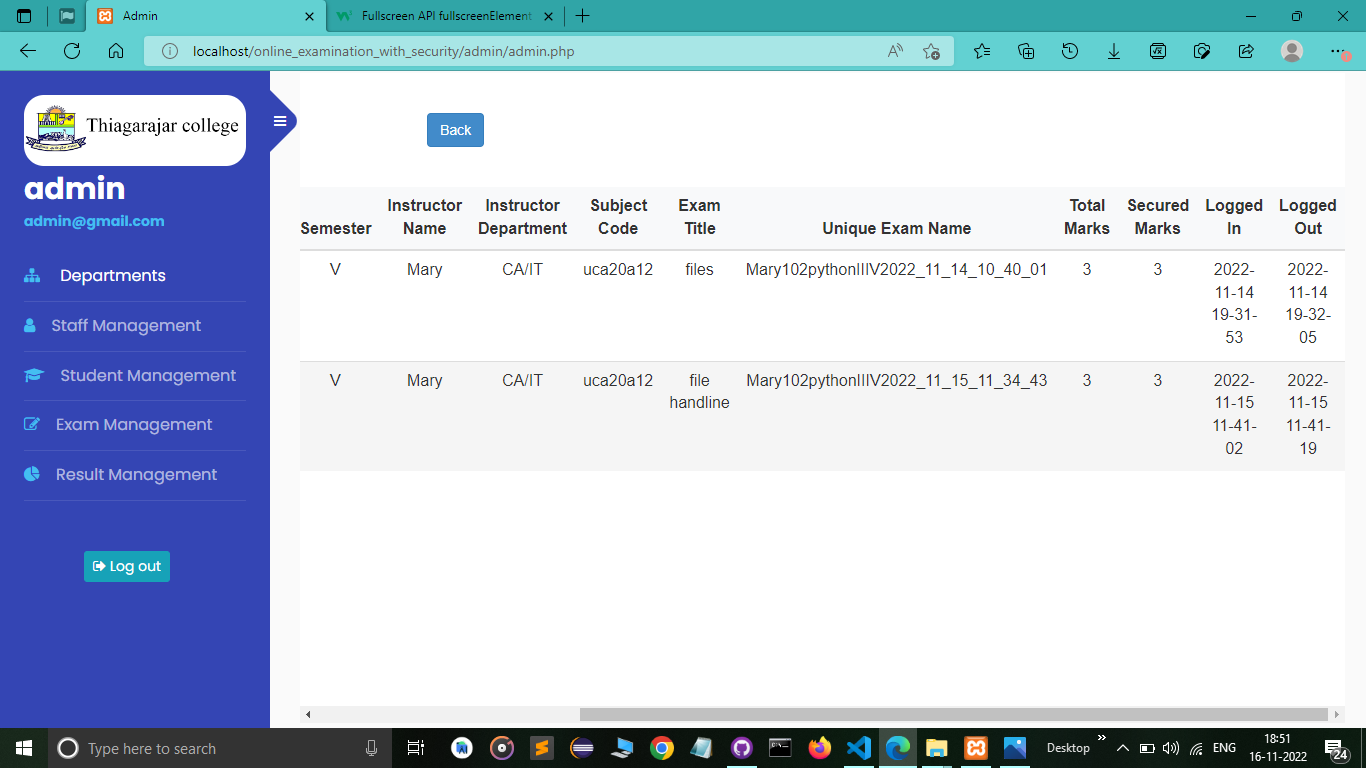 Admin
Fullscreen API fullscreenElement
localhost/online_examination_with_security/admin/admin.php
Thiagarajar college
admin
admin@gmail.com
Departments
Staff Management
Student Management
Exam Management
Result Management
Log out
Back
Semester
Instructor
Name
Instructor
Department
Subject
Code
Exam
Title
Unique Exam Name
Total
Marks
Secured
Marks
Logged
In
Logged
Out
V
Mary
CA/IT
uca20a12
files
Mary102pythonIIIV2022_11_14_10_40_01
3
3
2022-
11-14
19-31-
53
2022-
11-14
19-32-
05
V
Mary
CA/IT
uca20a12
file
handline
Mary102pythonIIIV2022_11_15_11_34_43
3
3
2022-
11-15
11-41-
02
2022-
11-15
11-41-
19
Type here to search
Desktop
ENG
18:51
16-11-2022
24